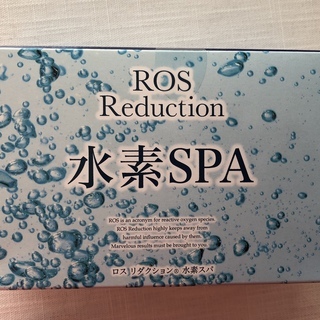 ROS
Reduction
水素SPA
ROS is an acronym for reactive oxygen species.
ROS Reduction highly keeps away from
harmful influence caused by them.
Marvelous results must be brought to you.
ロス リダクション® 水素スパ